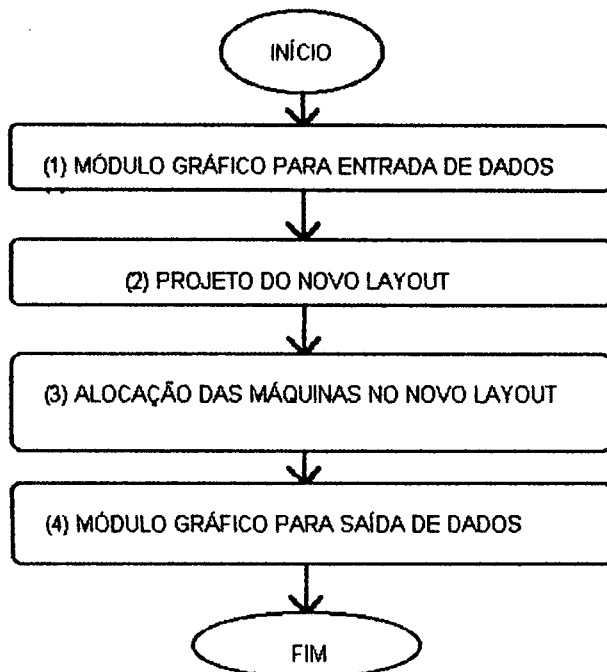 INÍCIO
(1) MÓDULO GRÁFICO PARA ENTRADA DE DADOS
(2) PROJETO DO NOVO LAYOUT
(3) ALOCAÇÃO DAS MÁQUINAS NO NOVO LAYOUT
(4) MÓDULO GRÁFICO PARA SAÍDA DE DADOS
FIM